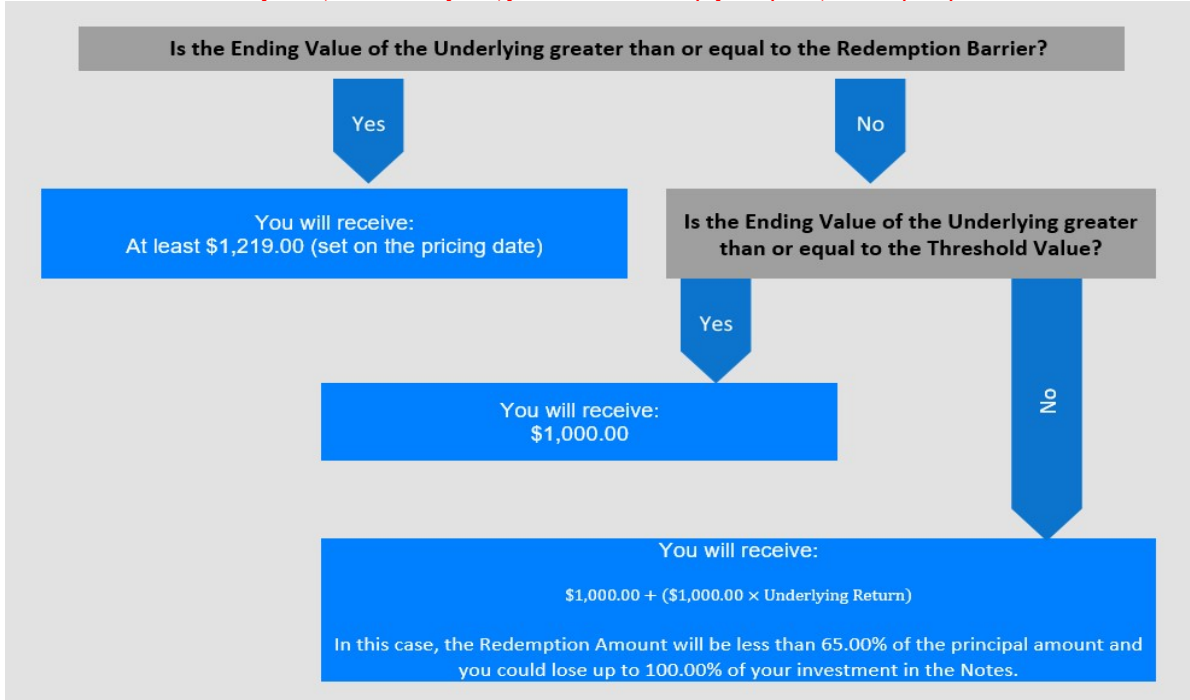 Is the Ending Value of the Underlying greater than or equal to the Redemption Barrier?
Yes
No
You will receive:
At least $1,219.00 (set on the pricing date)
Is the Ending Value of the Underlying greater
than or equal to the Threshold Value?
Yes
No
You will receive:
$1,000.00
You will receive:
$1,000.00 + ($1,000.00 × Underlying Return)
In this case, the Redemption Amount will be less than 65.00% of the principal amount and
you could lose up to 100.00% of your investment in the Notes.